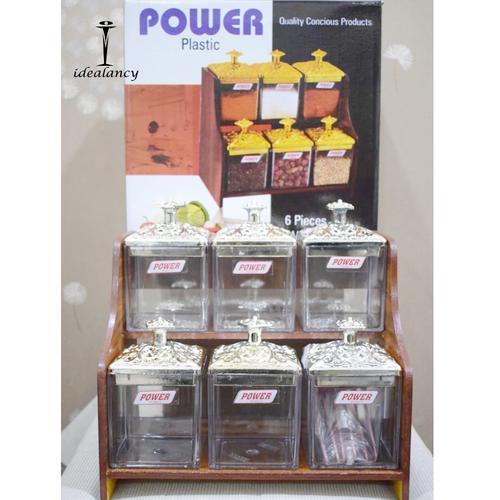 POWER
Plastic
Quality Concious Products
idealancy
6 Pieces
POWER
POWER
POWER
POWER
POWER
POWER